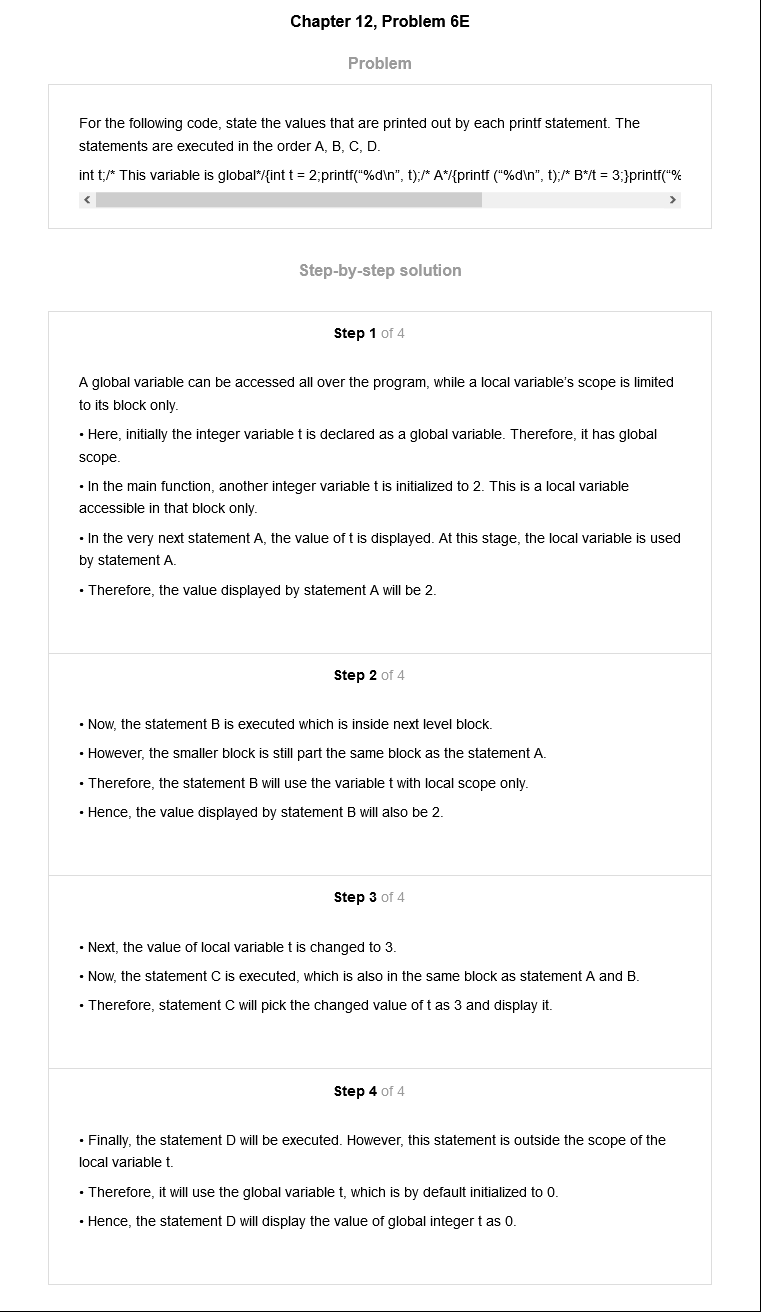 Chapter 12, Problem 6E
Problem
For the following code, state the values that are printed out by each printf statement. The
statements are executed in the order A, B, C, D.
int t;/* This variable is global*/{int t = 2;printf(“%d\n”, t);/* A*/{printf (“%d\n”, t);/* B*/t = 3;}printf(“%
Step-by-step solution
Step 1 of 4
A global variable can be accessed all over the program, while a local variable’s scope is limited
to its block only.
• Here, initially the integer variable t is declared as a global variable. Therefore, it has global
scope.
• In the main function, another integer variable t is initialized to 2. This is a local variable
accessible in that block only.
• In the very next statement A, the value of t is displayed. At this stage, the local variable is used
by statement A.
• Therefore, the value displayed by statement A will be 2.
Step 2 of 4
• Now, the statement B is executed which is inside next level block.
• However, the smaller block is still part the same block as the statement A.
• Therefore, the statement B will use the variable t with local scope only.
• Hence, the value displayed by statement B will also be 2.
Step 3 of 4
• Next, the value of local variable t is changed to 3.
• Now, the statement C is executed, which is also in the same block as statement A and B.
• Therefore, statement C will pick the changed value of t as 3 and display it.
Step 4 of 4
• Finally, the statement D will be executed. However, this statement is outside the scope of the
local variable t.
• Therefore, it will use the global variable t, which is by default initialized to 0.
• Hence, the statement D will display the value of global integer t as 0.